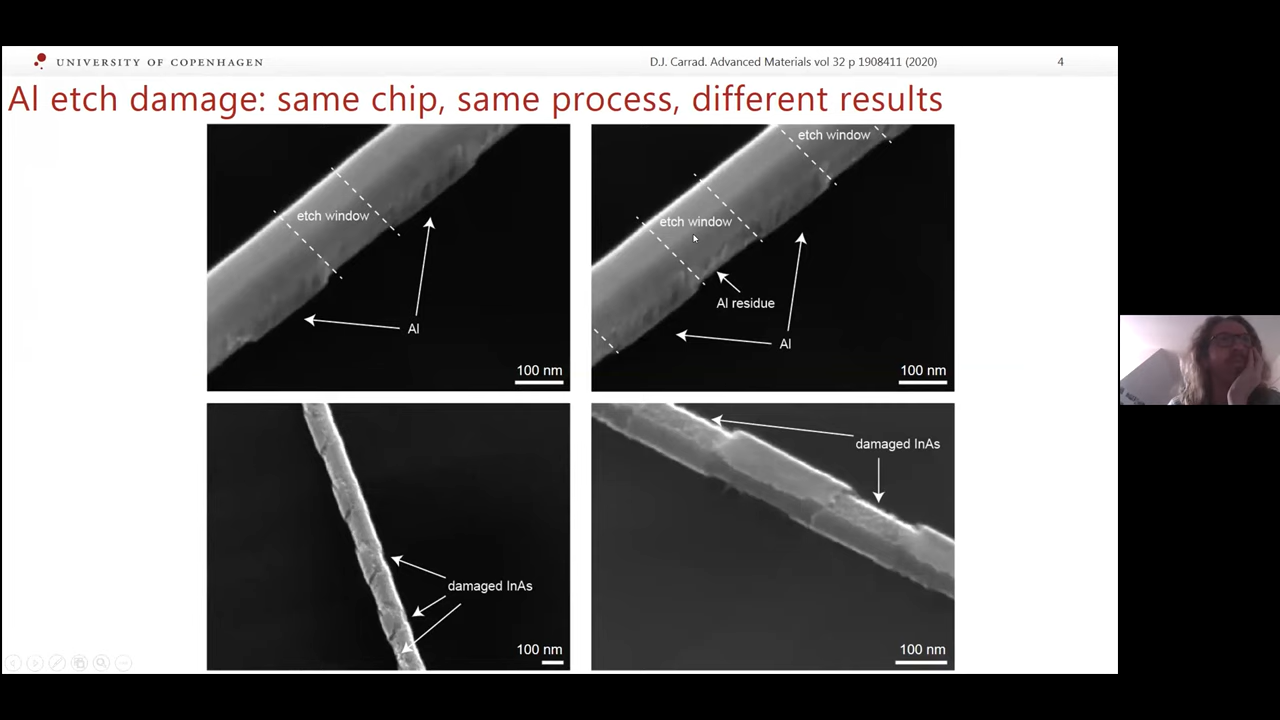 UNIVERSITY OF COPENHAGEN
D.J. Carrad. Advanced Materials vol 32 p 1908411 (2020)
4
Al etch damage: same chip, same process, different results
etch window
Al
100 nm
etch window
etch window
Al residue
Al
100 nm
damaged InAs
100 nm
damaged InAs
100 nm